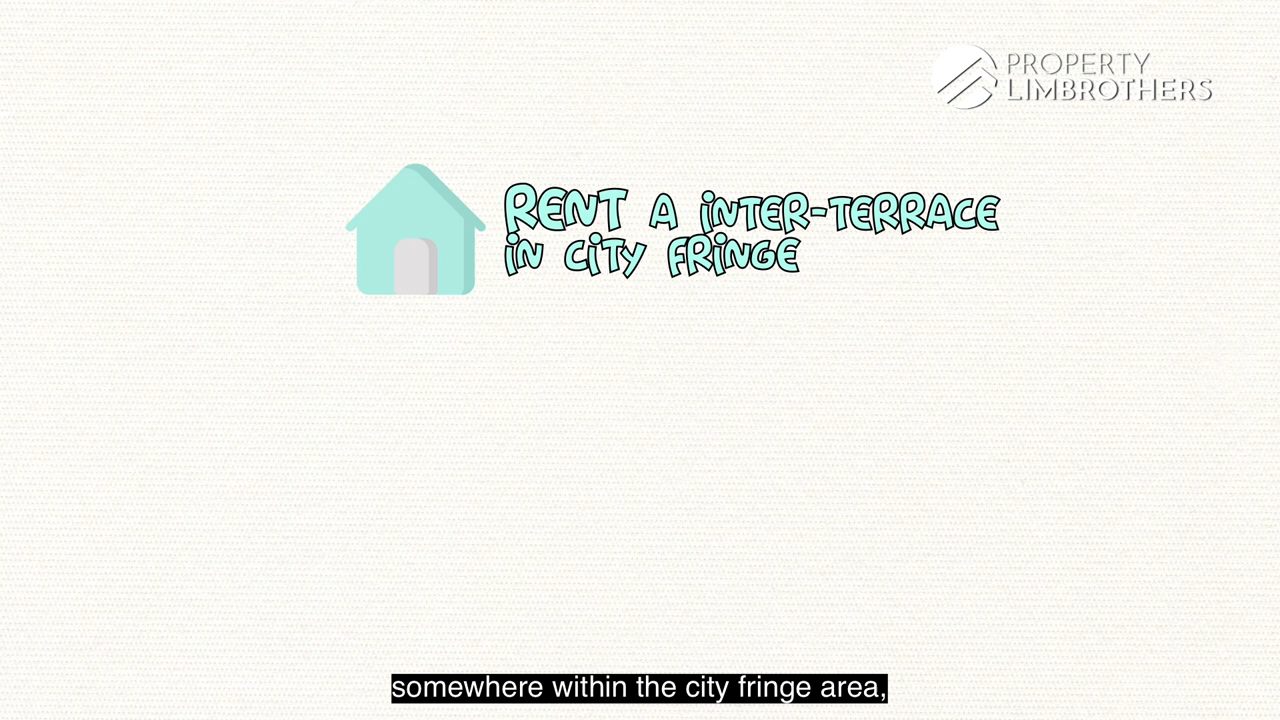 PROPERTY
LIMBROTHERS
RENT A INTER-TERRACE
IN CITY FRINGE
somewhere within the city fringe area,